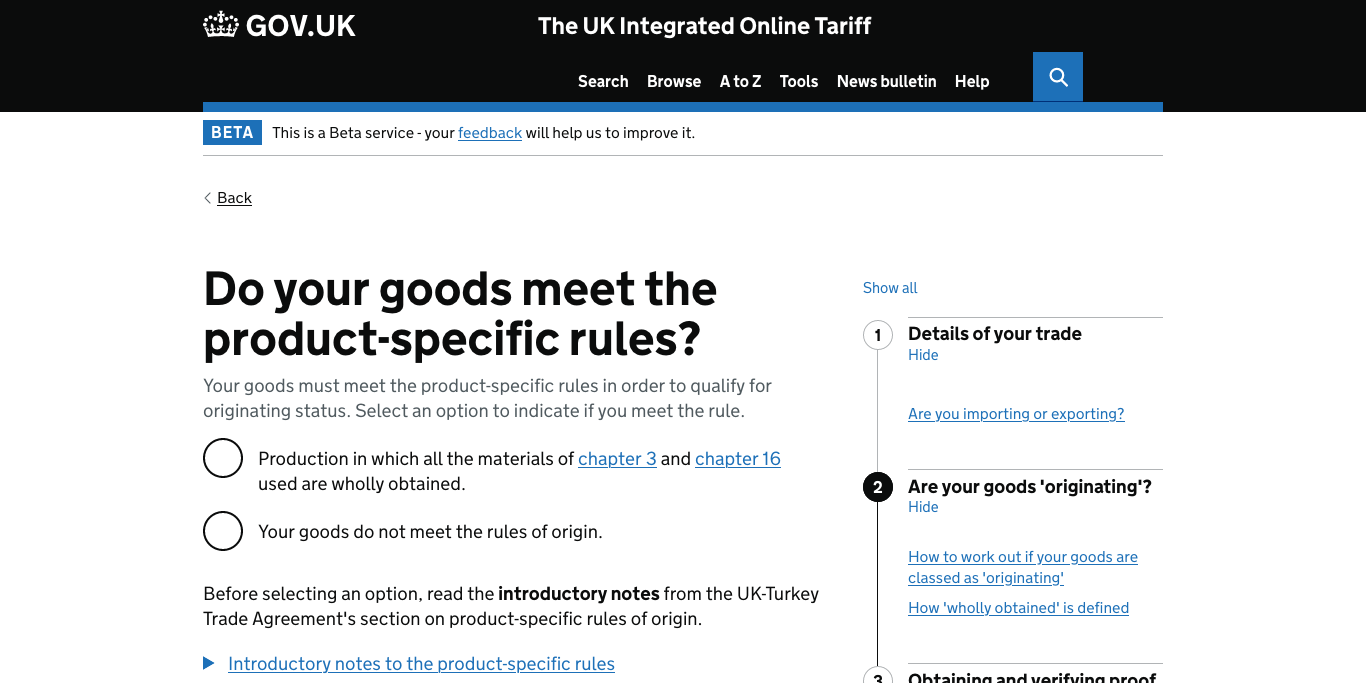 GOV.UK
The UK Integrated Online Tariff
Search Browse A to Z Tools News bulletin Help
BETA This is a Beta service - your feedback will help us to improve it.
Back
Do your goods meet the
product-specific rules?
Your goods must meet the product-specific rules in order to qualify for
originating status. Select an option to indicate if you meet the rule.
Production in which all the materials of chapter 3 and chapter 16
used are wholly obtained.
Your goods do not meet the rules of origin.
Before selecting an option, read the introductory notes from the UK-Turkey
Trade Agreement's section on product-specific rules of origin.
Introductory notes to the product-specific rules
Show all
1 Details of your trade
Hide
Are you importing or exporting?
2 Are your goods 'originating'?
Hide
How to work out if your goods are
classed as 'originating'
How 'wholly obtained' is defined
3 Obtaining and verifying proof